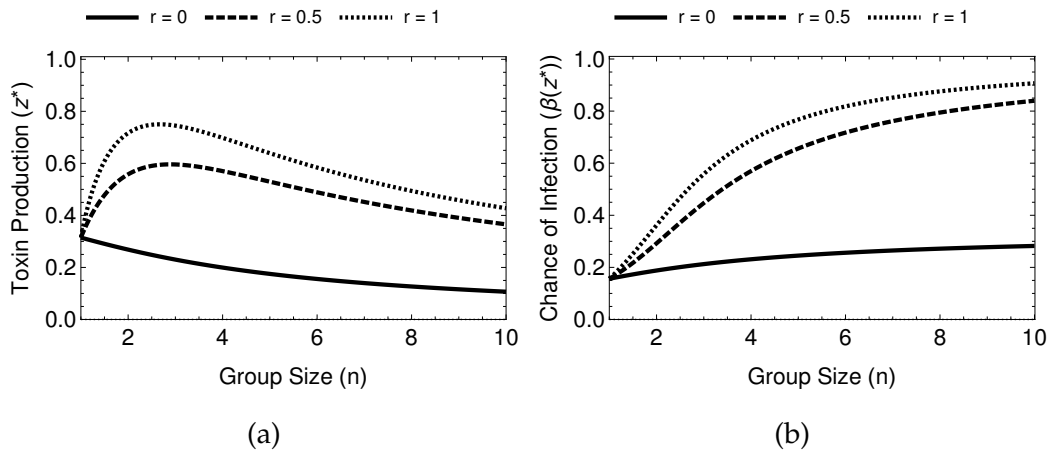 r = 0 r = 0.5 r = 1
Toxin Production (z*)
1.0
0.8
0.6
0.4
0.2
0.0
2 4 6 8 10
Group Size (n)
(a)
r = 0 r = 0.5 r = 1
Chance of Infection (β(z*))
1.0
0.8
0.6
0.4
0.2
0.0
2 4 6 8 10
Group Size (n)
(b)